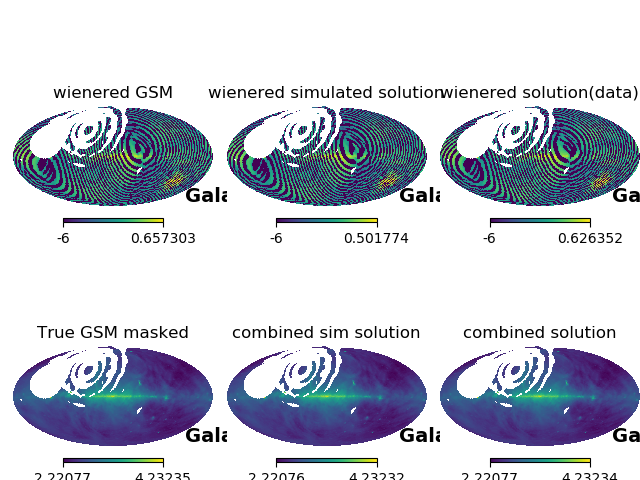 wienered GSM
wienered simulated solution
wienered solution(data)
Gala
Gala
Ga
-6 0.657303
-6 0.501774
-6 0.626352
True GSM masked
combined sim solution
combined solution
Gala
Gala
Ga
2.22077 4.23235
2.22076 4.23232
2.22077 4.23234